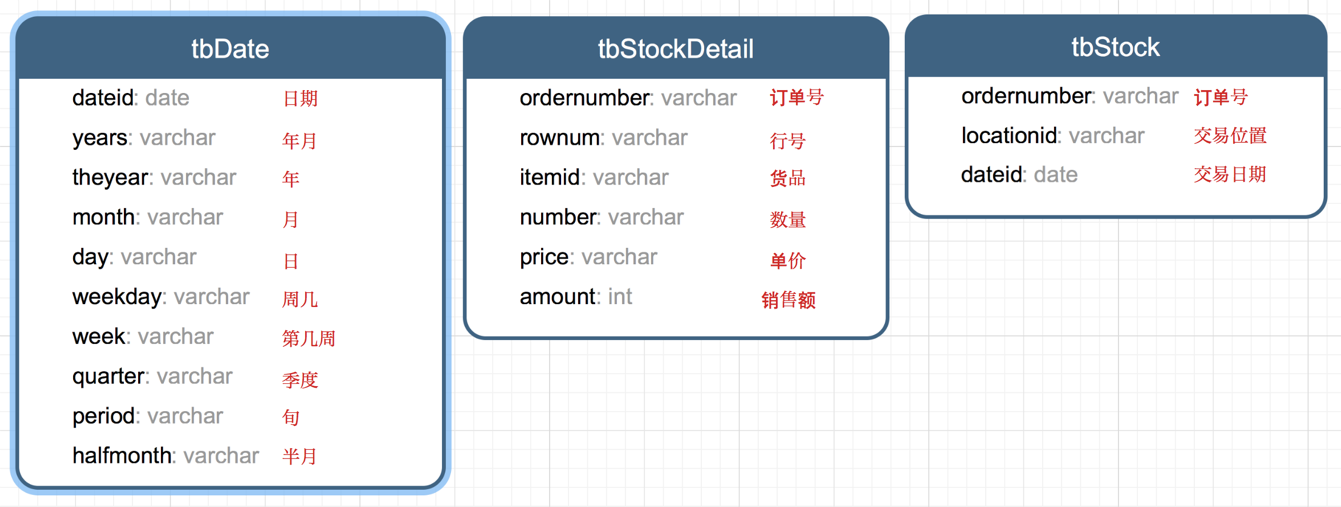 tbDate
dateid: date 日期
years: varchar 年月
theyear: varchar 年
month: varchar 月
day: varchar 日
weekday: varchar 周几
week: varchar 第几周
quarter: varchar 季度
period: varchar 旬
halfmonth: varchar 半月
tbStockDetail
ordernumber: varchar 订单号
rownum: varchar 行号
itemid: varchar 货品
number: varchar 数量
price: varchar 单价
amount: int 销售额
tbStock
ordernumber: varchar 订单号
locationid: varchar 交易位置
dateid: date 交易日期